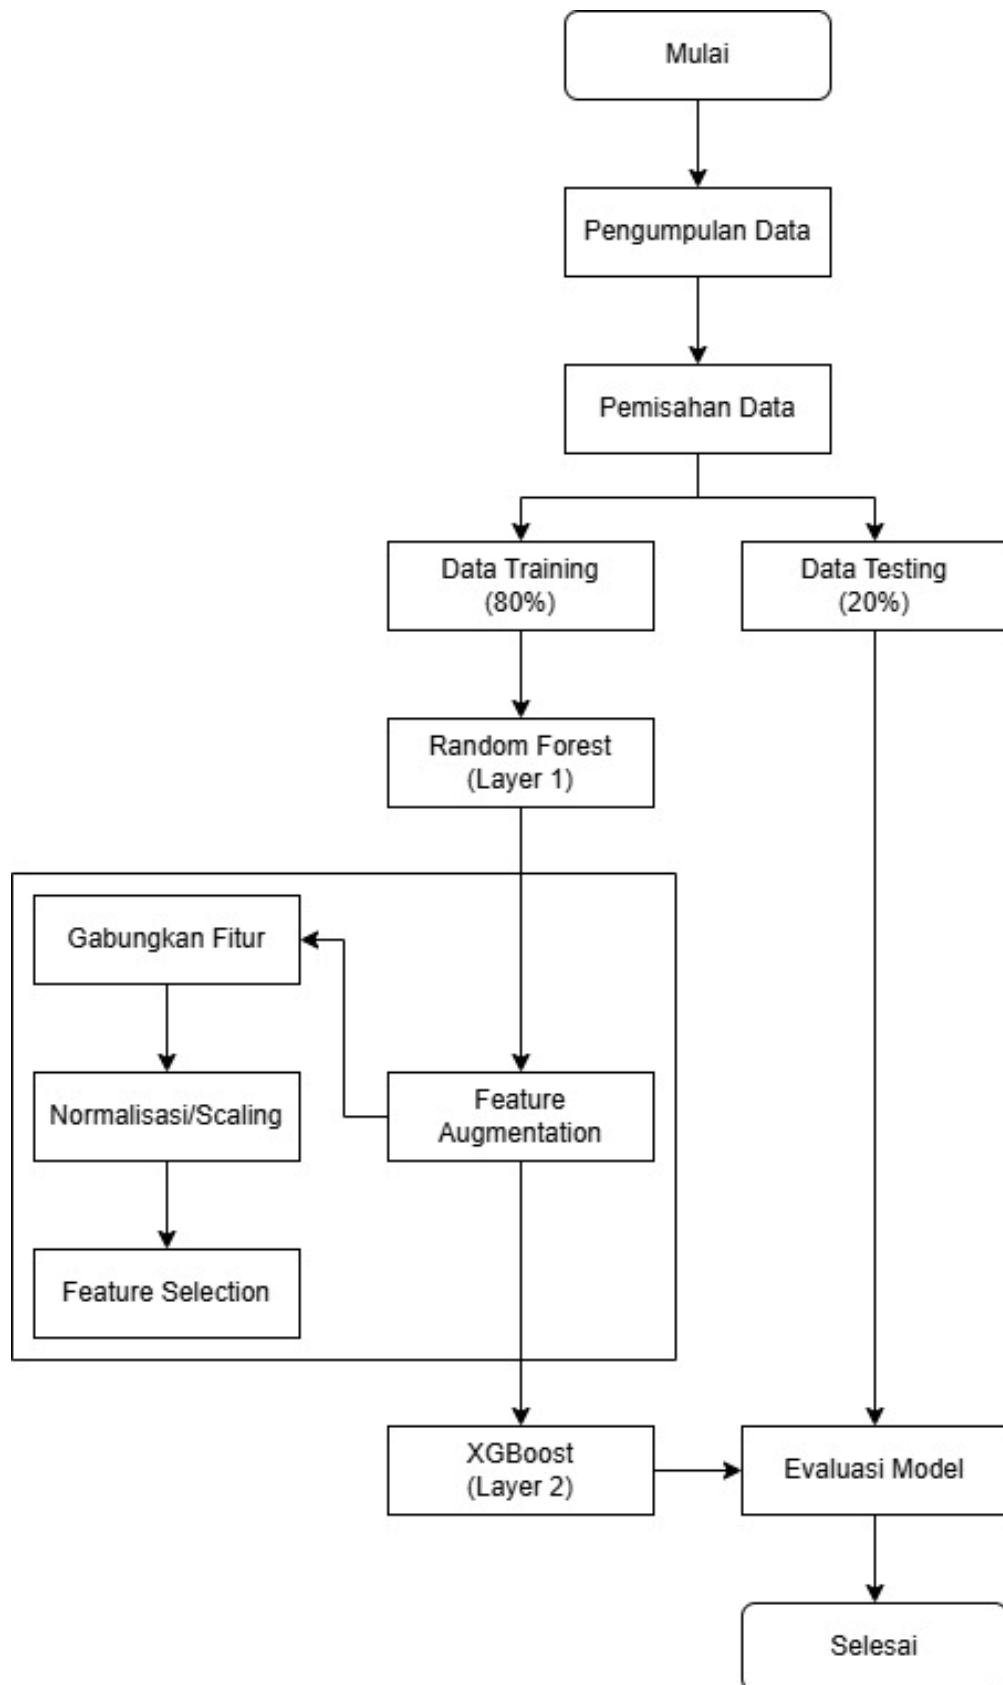 Mulai
Pengumpulan Data
Pemisahan Data
Data Training
(80%)
Data Testing
(20%)
Random Forest
(Layer 1)
Gabungkan Fitur
Normalisasi/Scaling
Feature
Augmentation
Feature Selection
XGBoost
(Layer 2)
Evaluasi Model
Selesai